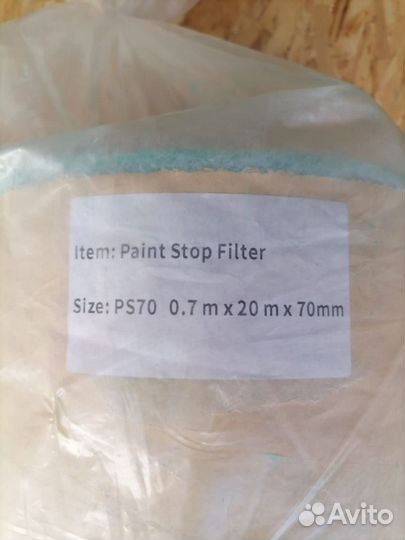 Item: Paint Stop Filter
Size: PS70 0.7 m x 20 m x 70mm
Avito